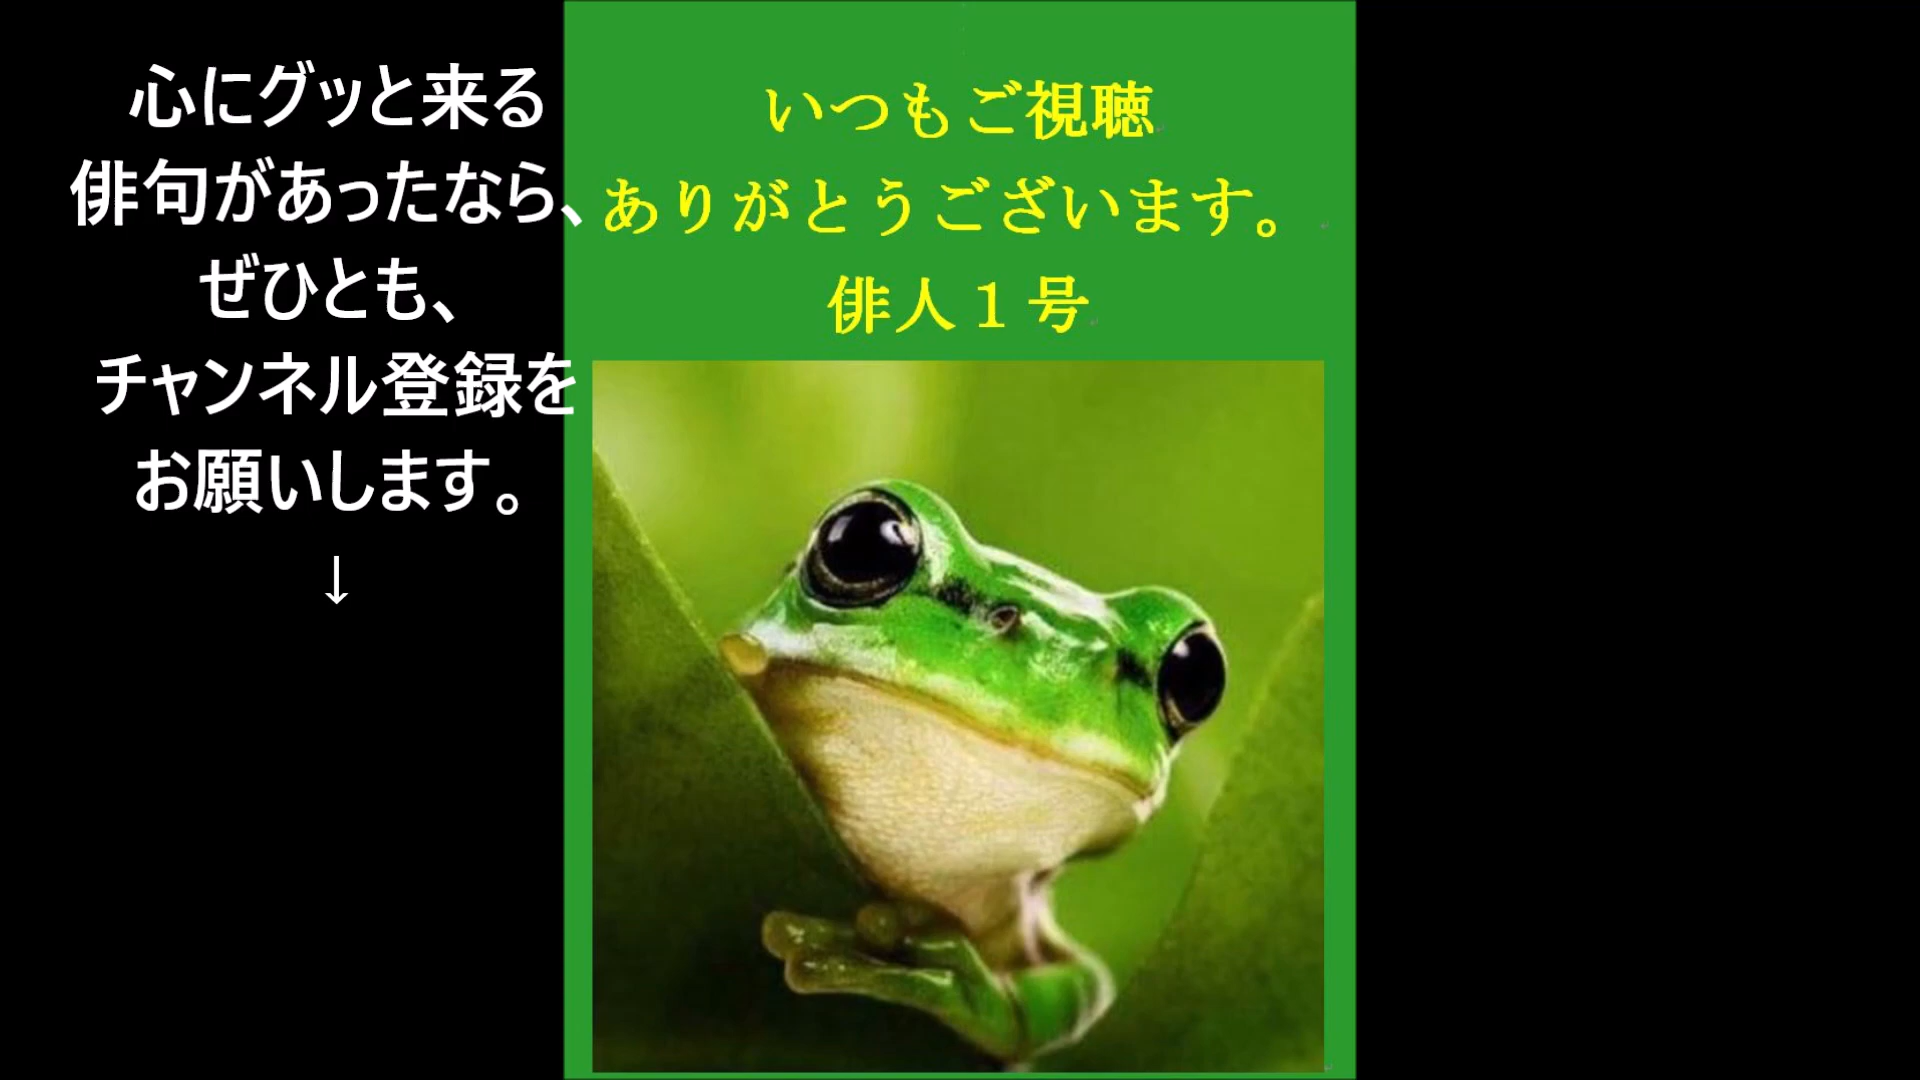 心にグッと来る
俳句があったなら、
ぜひとも、
チャンネル登録を
お願いします。
↓
いつもご視聴
ありがとうございます。
俳人１号